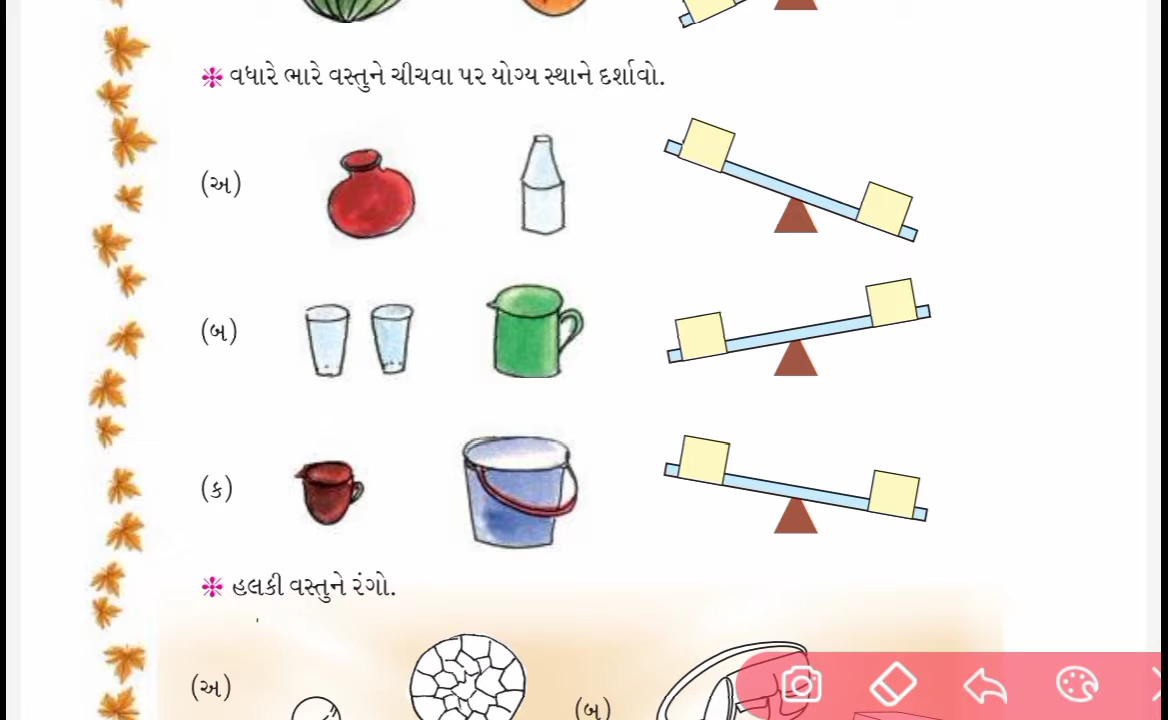 ❉ વધારે ભારે વસ્તુને ચીચવા પર યોગ્ય સ્થાને દર્શાવો.
(અ)
(બ)
(ક)
❉ હલકી વસ્તુને રંગો.
(અ)
(બ)